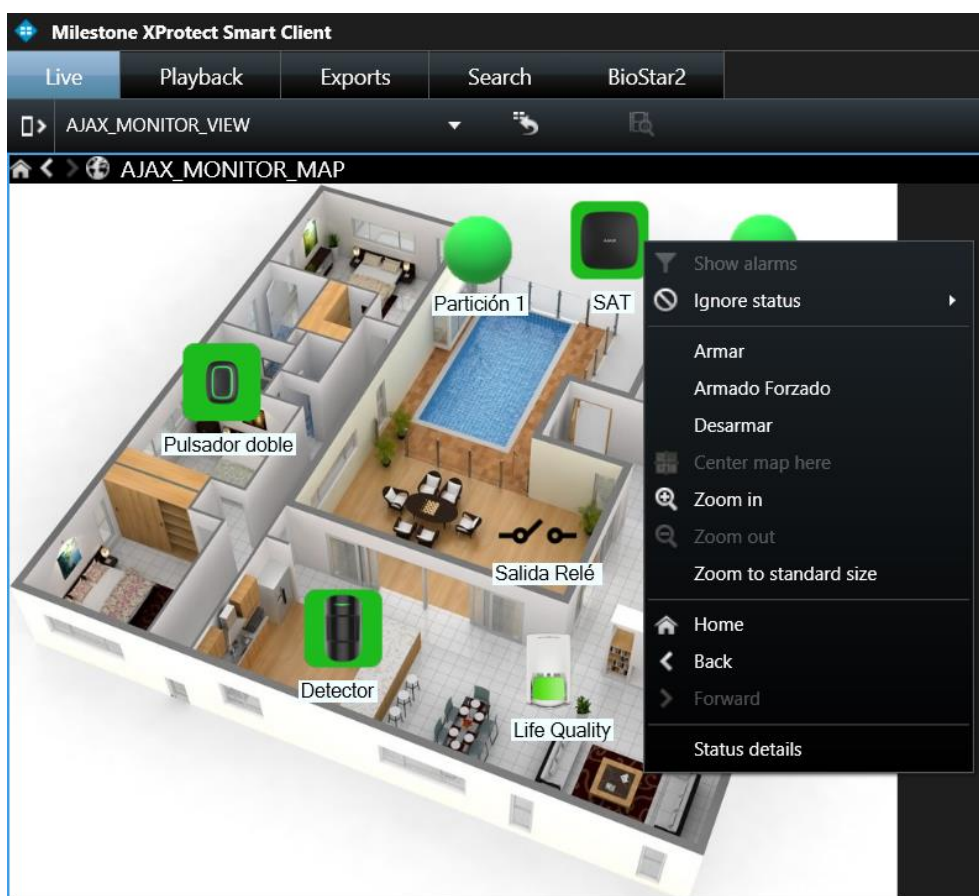 Milestone XProtect Smart Client
Live Playback Exports Search BioStar2
AJAX_MONITOR_VIEW
AJAX_MONITOR_MAP
Partición 1
SAT
Pulsador doble
Salida Relé
Detector
Life Quality
Show alarms
Ignore status
Armar
Armado Forzado
Desarmar
Center map here
Zoom in
Zoom out
Zoom to standard size
Home
Back
Forward
Status details